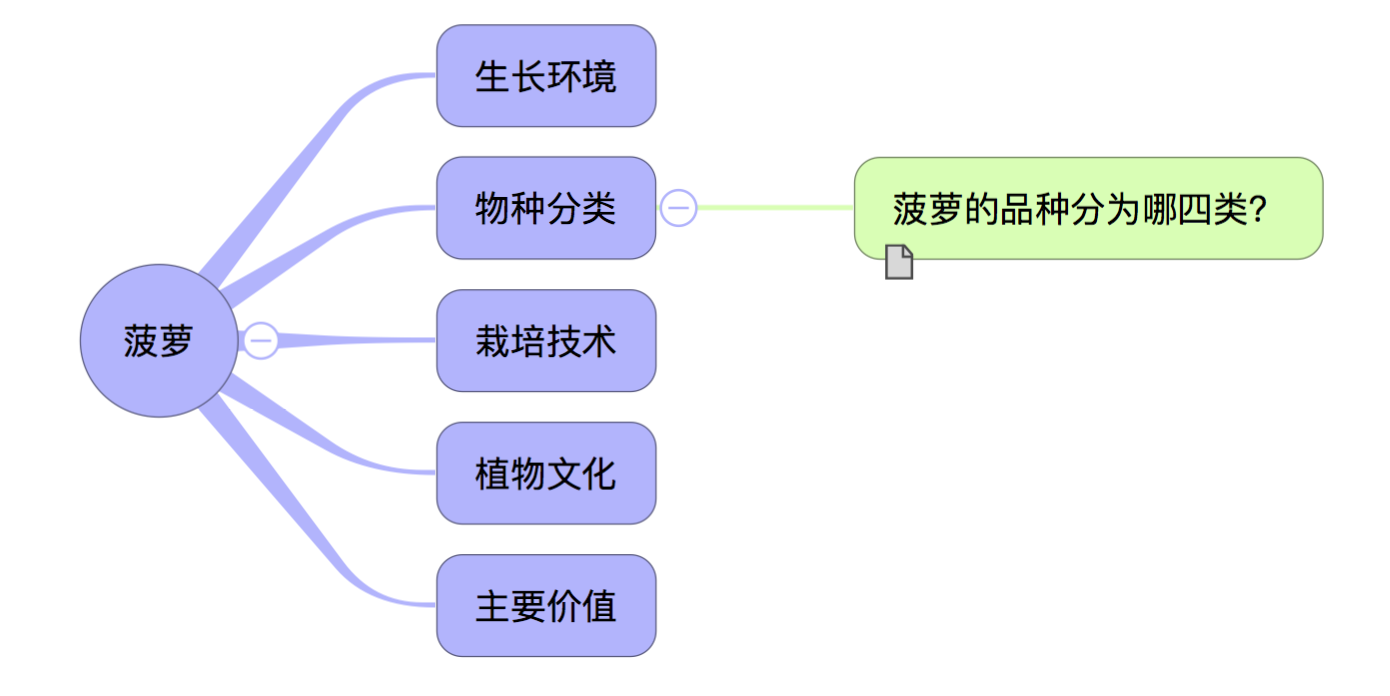 生长环境
物种分类
菠萝的品种分为哪四类?
菠萝
栽培技术
植物文化
主要价值